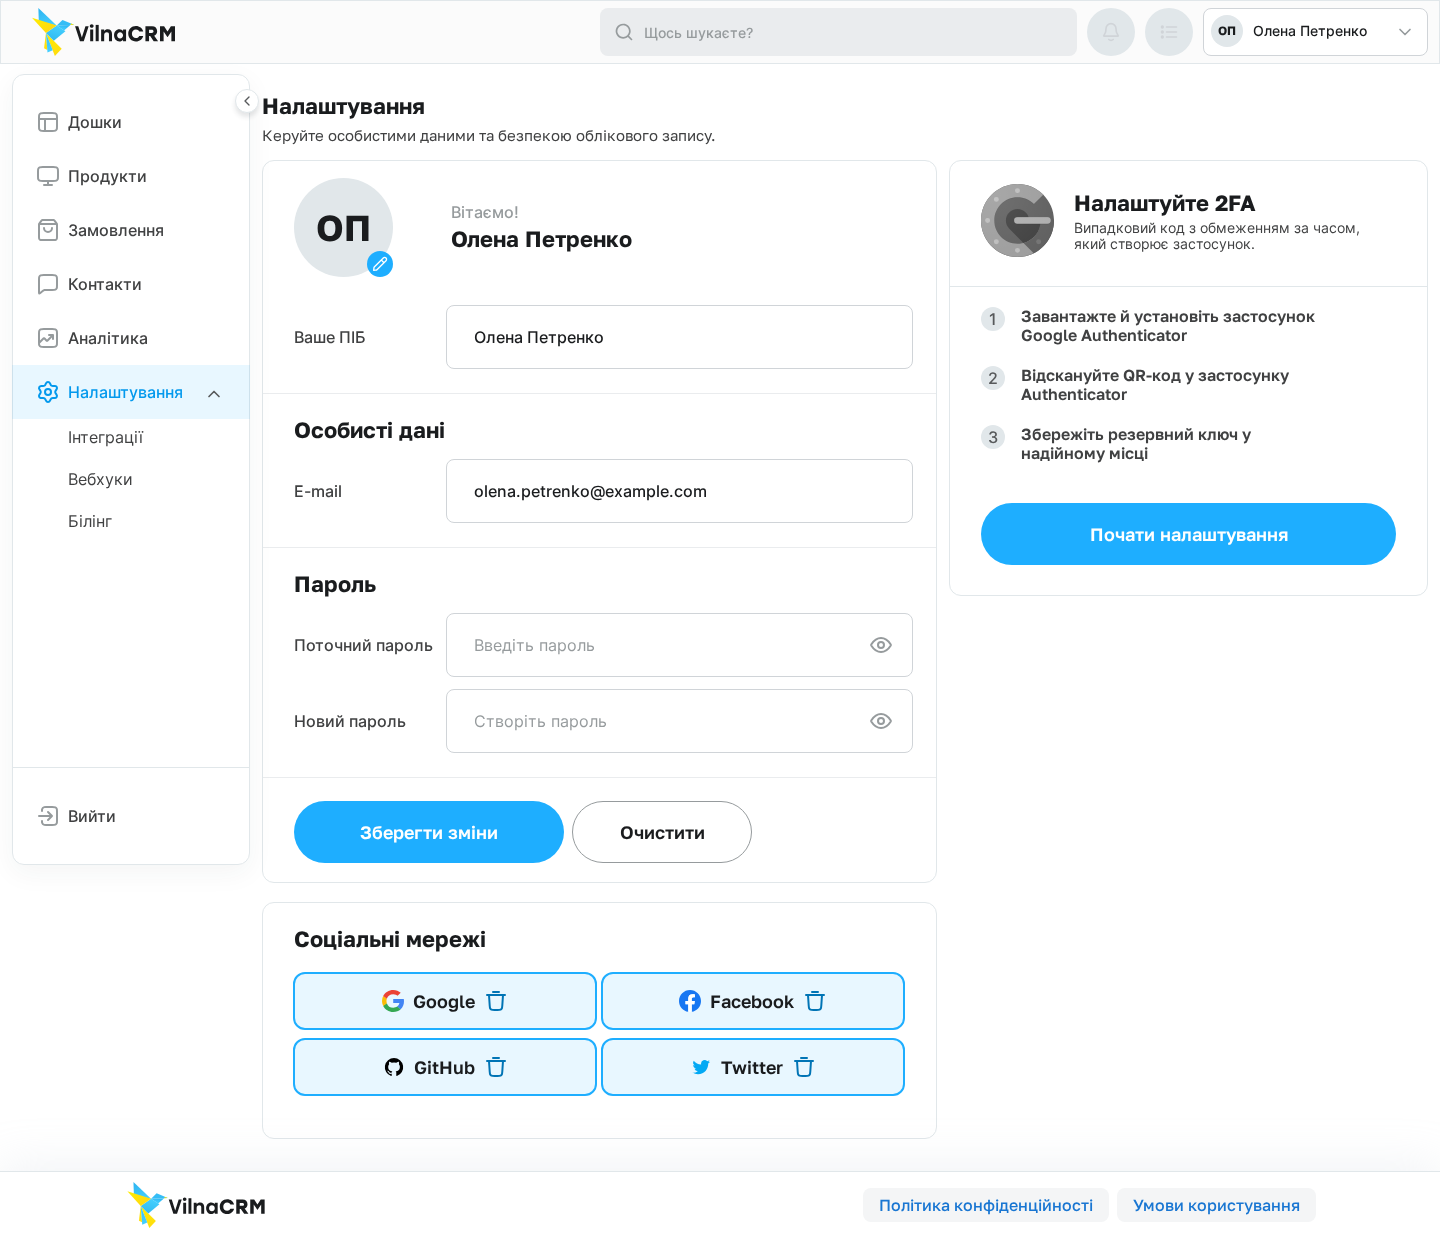 VilnaCRM
Щось шукаєте?
ОП
Олена Петренко
Дошки
Продукти
Замовлення
Контакти
Аналітика
Налаштування
Інтеграції
Вебхуки
Білінг
Вийти
Налаштування
Керуйте особистими даними та безпекою облікового запису.
ОП
Вітаємо!
Олена Петренко
Ваше ПІБ
Олена Петренко
Особисті дані
E-mail
olena.petrenko@example.com
Пароль
Поточний пароль
Введіть пароль
Новий пароль
Створіть пароль
Зберегти зміни
Очистити
Соціальні мережі
Google
Facebook
GitHub
Twitter
Налаштуйте 2FA
Випадковий код з обмеженням за часом,
який створює застосунок.
1
Завантажте й установіть застосунок
Google Authenticator
2
Відскануйте QR-код у застосунку
Authenticator
3
Збережіть резервний ключ у
надійному місці
Почати налаштування
VilnaCRM
Політика конфіденційності
Умови користування